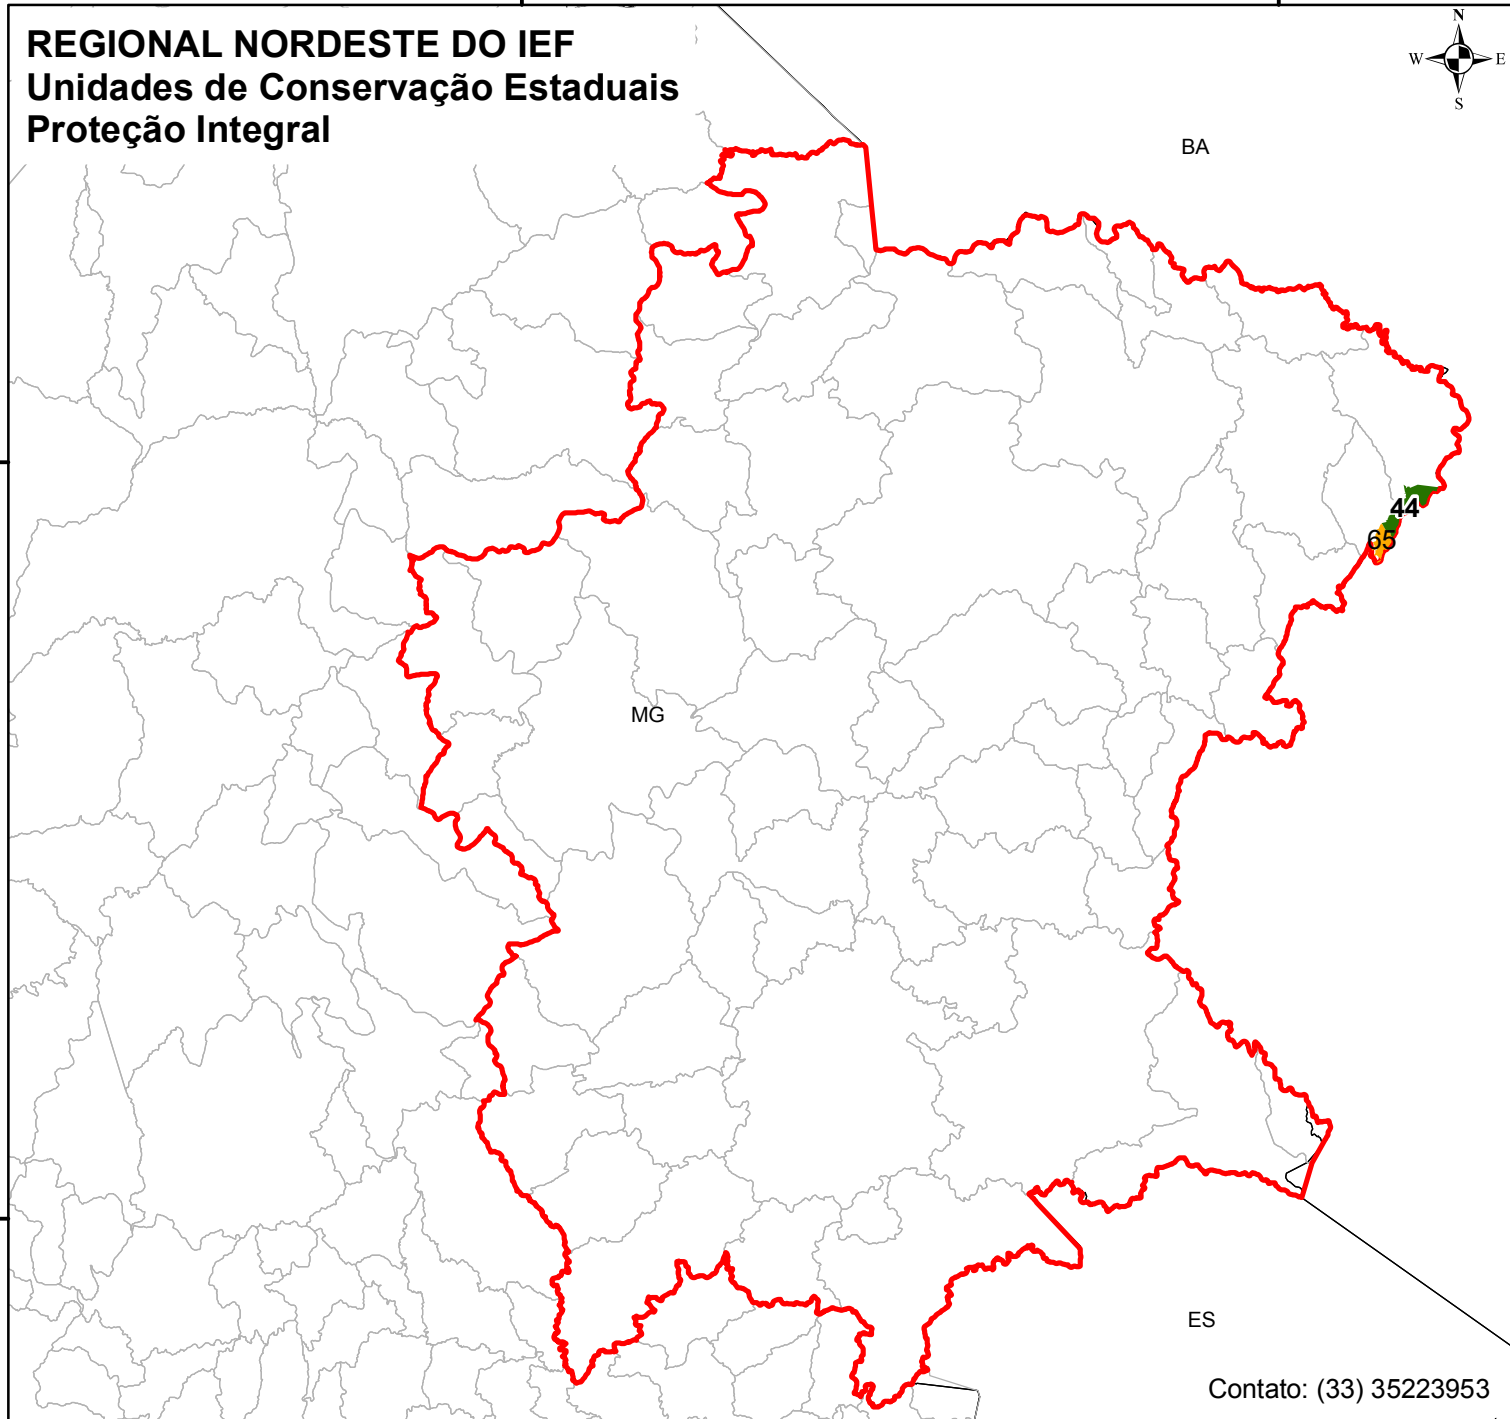 REGIONAL NORDESTE DO IEF
Unidades de Conservação Estaduais
Proteção Integral
N
W
E
S
BA
44
65
MG
ES
Contato: (33) 35223953